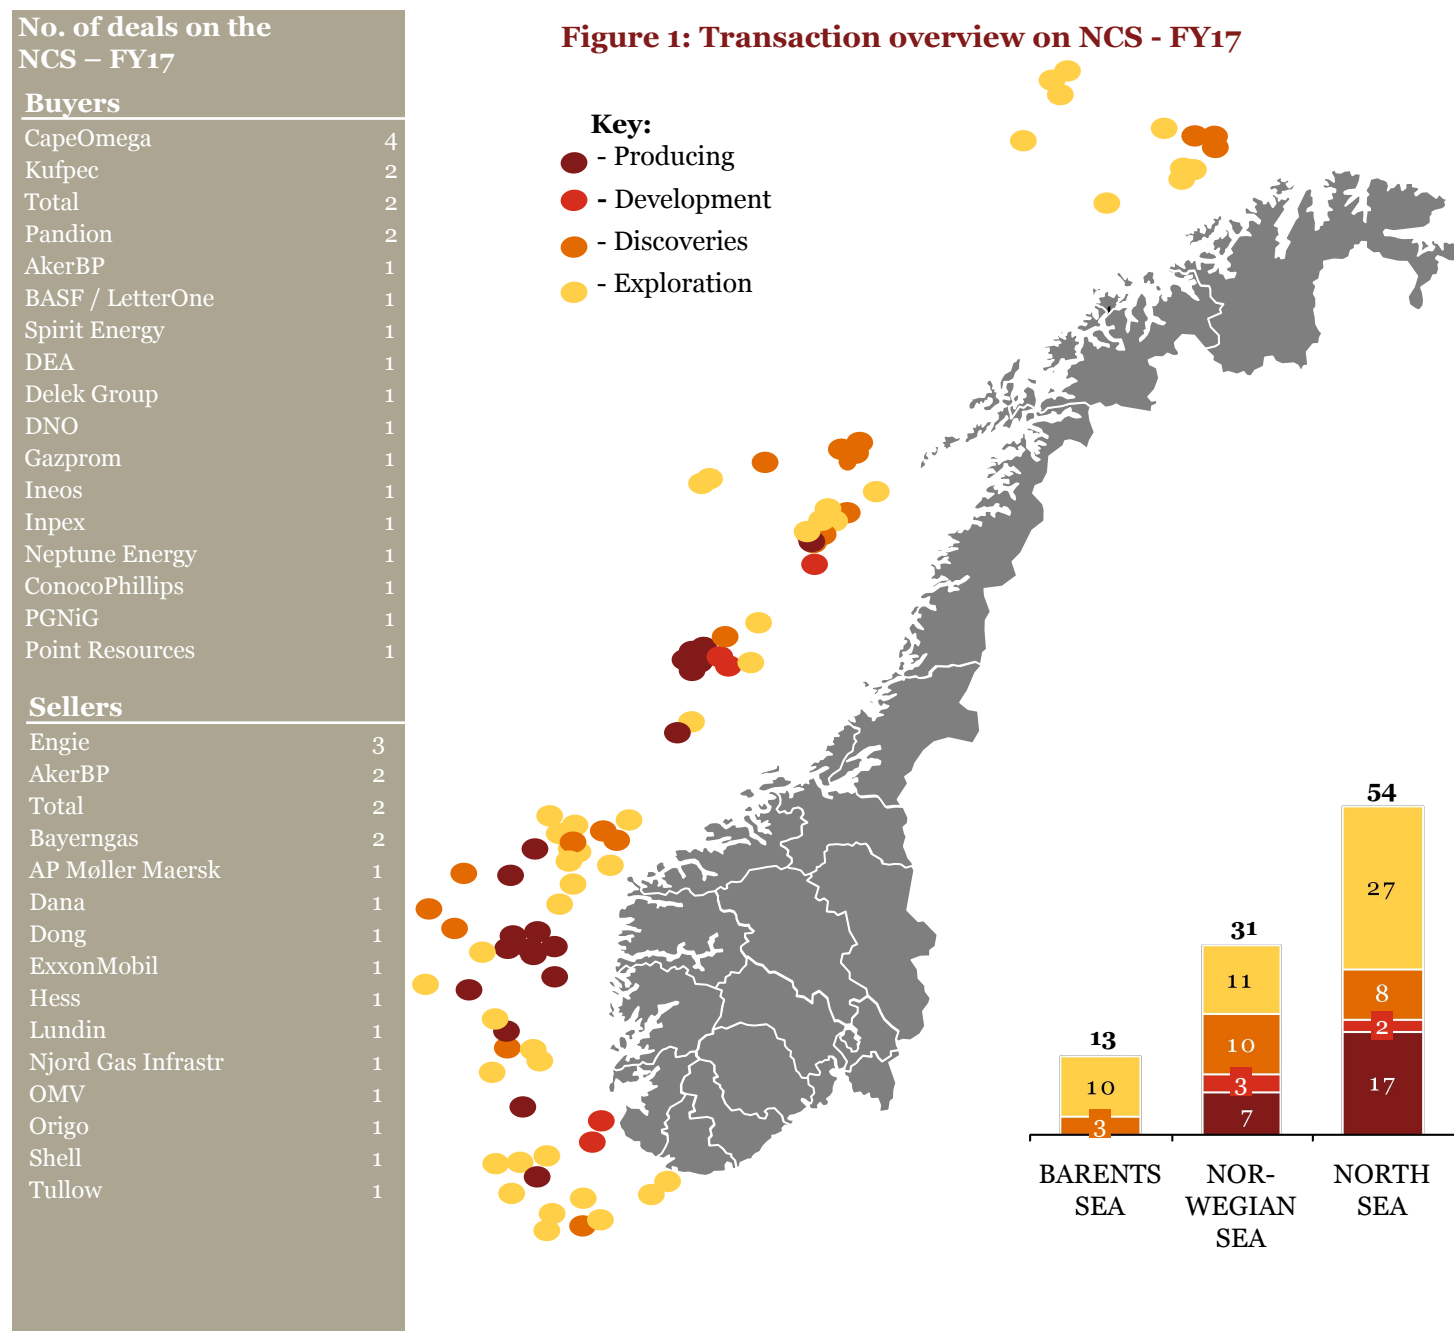 No. of deals on the
NCS – FY17
Buyers
CapeOmega 4
Kufpec 2
Total 2
Pandion 2
AkerBP 1
BASF / LetterOne 1
Spirit Energy 1
DEA 1
Delek Group 1
DNO 1
Gazprom 1
Ineos 1
Inpex 1
Neptune Energy 1
ConocoPhillips 1
PGNiG 1
Point Resources 1
Sellers
Engie 3
AkerBP 2
Total 2
Bayerngas 2
AP Møller Maersk 1
Dana 1
Dong 1
ExxonMobil 1
Hess 1
Lundin 1
Njord Gas Infrastr 1
OMV 1
Origo 1
Shell 1
Tullow 1
Figure 1: Transaction overview on NCS - FY17
Key:
- Producing
- Development
- Discoveries
- Exploration
13
10
3
BARENTS
SEA
31
11
10
3
7
NOR-
WEGIAN
SEA
54
27
8
2
17
NORTH
SEA